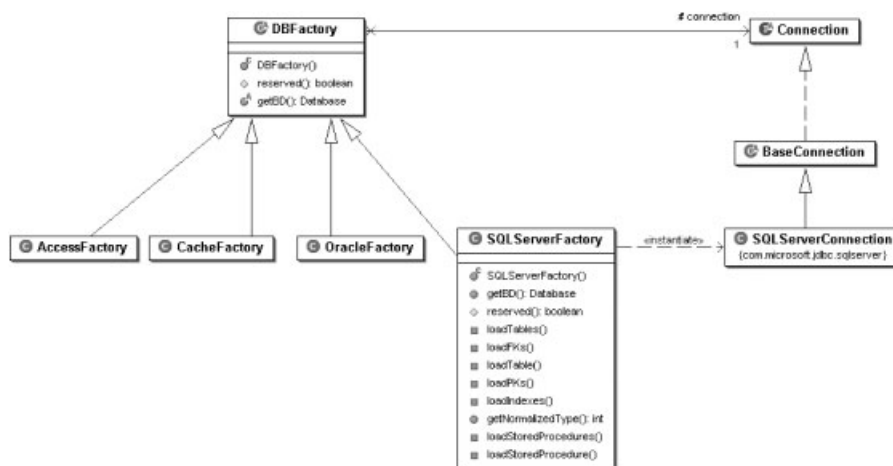 DBFactory
DBFactory()
reserved(): boolean
getBD(): Database
# connection
1
Connection
BaseConnection
AccessFactory
CacheFactory
OracleFactory
SQLServerFactory
SQLServerFactory()
getBD(): Database
reserved(): boolean
loadTables()
loadFKs()
loadTable()
loadPKs()
loadIndexes()
getNormalizedType(): int
loadStoredProcedures()
loadStoredProcedure()
«instantiate»
SQLServerConnection
{com.microsoft.jdbc.sqlserver}